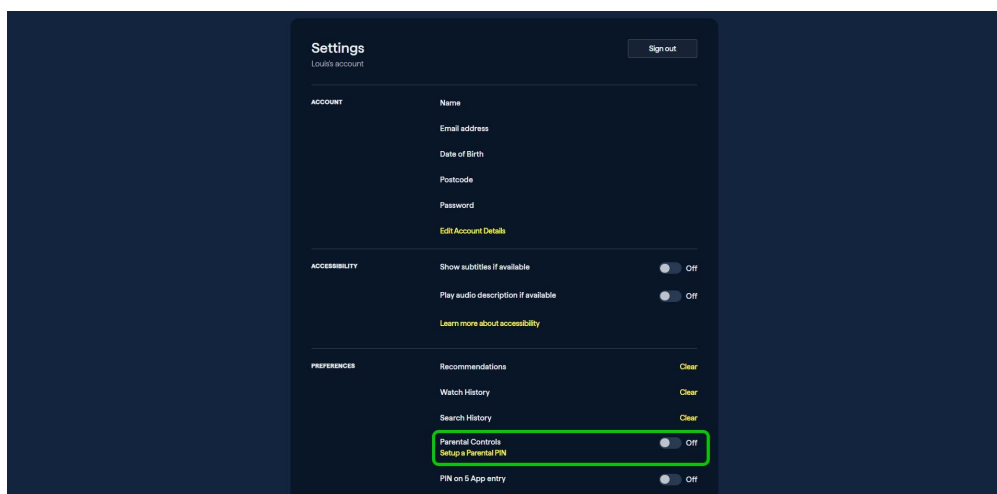 Settings
Sign out
Louis's account
ACCOUNT
Name
Email address
Date of Birth
Postcode
Password
Edit Account Details
ACCESSIBILITY
Show subtitles if available
Off
Play audio description if available
Off
Learn more about accessibility
PREFERENCES
Recommendations
Clear
Watch History
Clear
Search History
Clear
Parental Controls
Off
Setup a Parental PIN
PIN on 5 App entry
Off